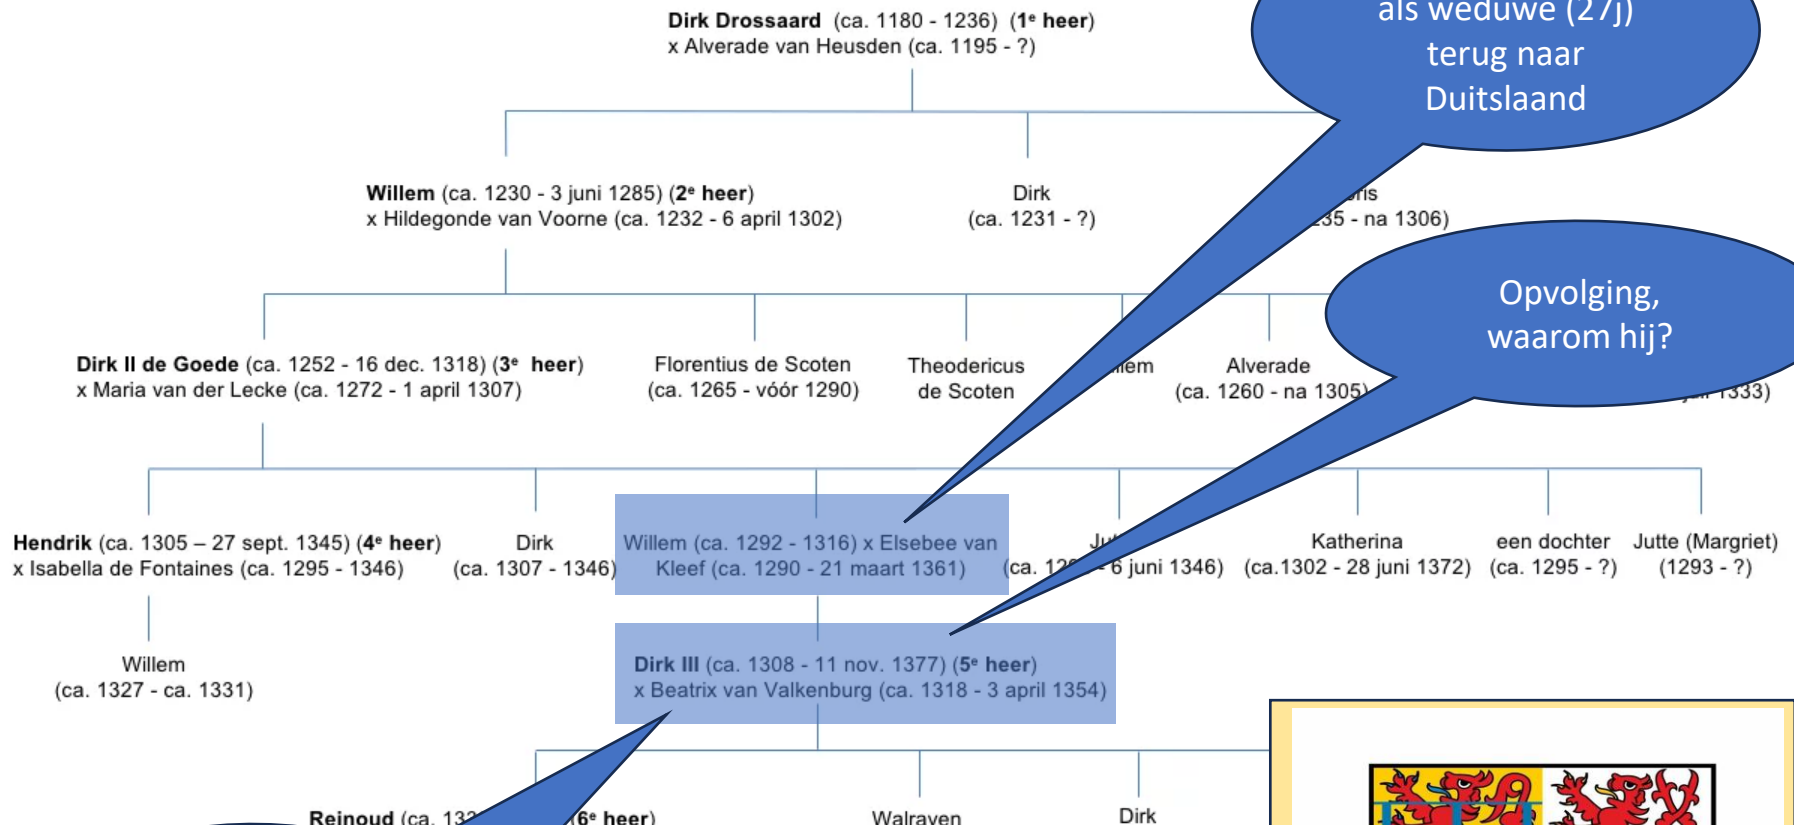 Dirk Drossaard (ca. 1180 - 1236) (1e heer)
x Alverade van Heusden (ca. 1195 - ?)
als weduwe (27j)
terug naar
Duitslaand
Willem (ca. 1230 - 3 juni 1285) (2e heer)
x Hildegonde van Voorne (ca. 1232 - 6 april 1302)
Dirk
(ca. 1231 - ?)
- na 1306)
Opvolging,
waarom hij?
Dirk II de Goede (ca. 1252 - 16 dec. 1318) (3e heer)
x Maria van der Lecke (ca. 1272 - 1 april 1307)
Florentius de Scoten
(ca. 1265 - vóór 1290)
Theodericus
de Scoten
Alverade
(ca. 1260 - na 1305)
1333)
Hendrik (ca. 1305 – 27 sept. 1345) (4e heer)
x Isabella de Fontaines (ca. 1295 - 1346)
Dirk
(ca. 1307 - 1346)
Willem (ca. 1292 - 1316) x Elsebee van
Kleef (ca. 1290 - 21 maart 1361)
(ca. - 6 juni 1346)
Katherina
(ca.1302 - 28 juni 1372)
een dochter
(ca. 1295 - ?)
Jutte (Margriet)
(1293 - ?)
Willem
(ca. 1327 - ca. 1331)
Dirk III (ca. 1308 - 11 nov. 1377) (5e heer)
x Beatrix van Valkenburg (ca. 1318 - 3 april 1354)
Reinoud (ca. (6e heer)
Walraven
Dirk